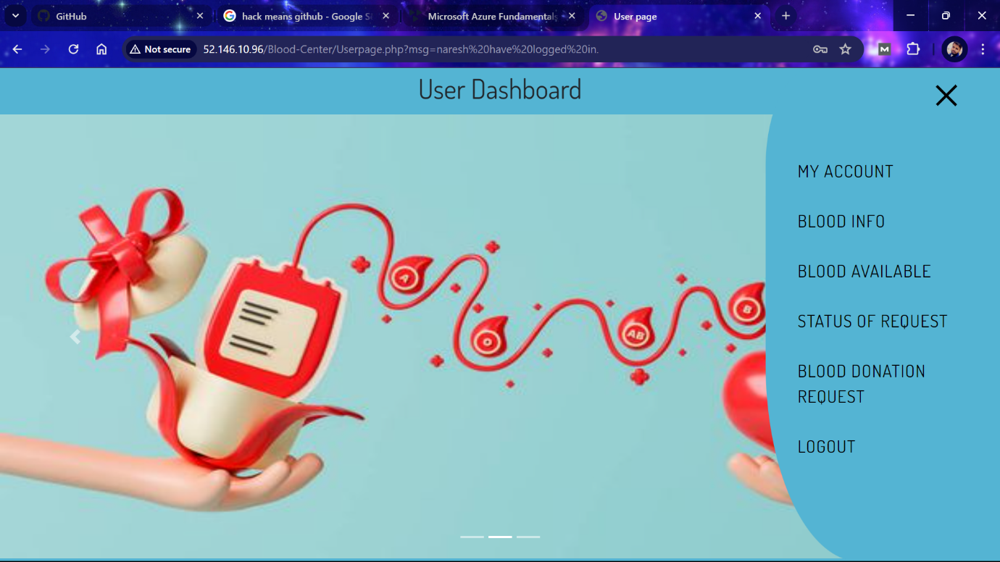 GitHub
hack means github - Google S
Microsoft Azure Fundamentals
User page
Not secure
52.146.10.96/Blood-Center/Userpage.php?msg=naresh%20have%20logged%20in.
M
User Dashboard
MY ACCOUNT
BLOOD INFO
BLOOD AVAILABLE
STATUS OF REQUEST
BLOOD DONATION
REQUEST
LOGOUT
A
O
AB
B